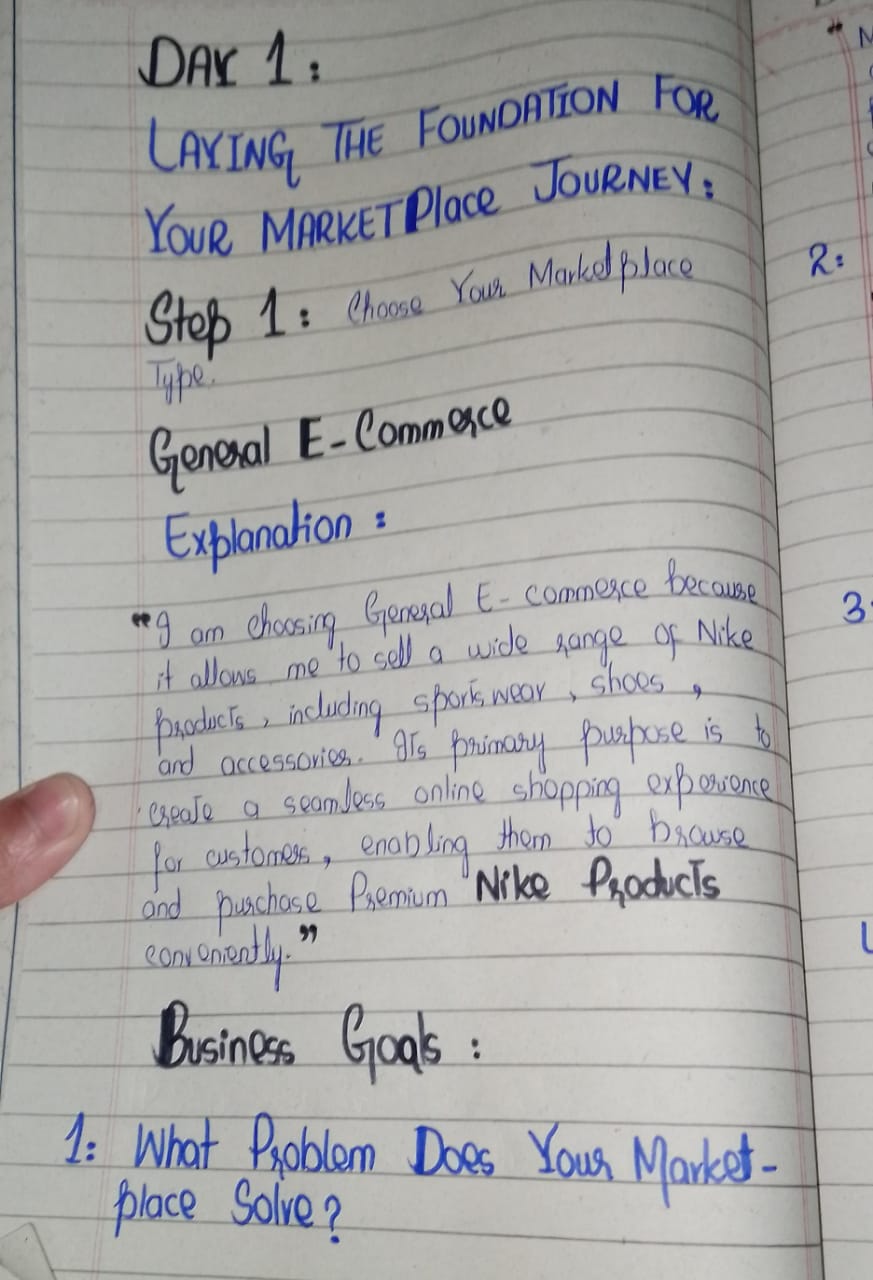 DAY 1:
LAYING THE FOUNDATION FOR
YOUR MARKETPlace JOURNEY:
Step 1: Choose Your Marketplace
Type.
General E-Commerce
Explanation:
"I am choosing General E-commerce because
it allows me to sell a wide range of Nike
products, including sportswear, shoes,
and accessories. Its primary purpose is to
create a seamless online shopping experience
for customers, enabling them to browse
and purchase Premium Nike Products
conveniently."
Business Goals:
1: What Problem Does Your Market-
place Solve?
2:
3